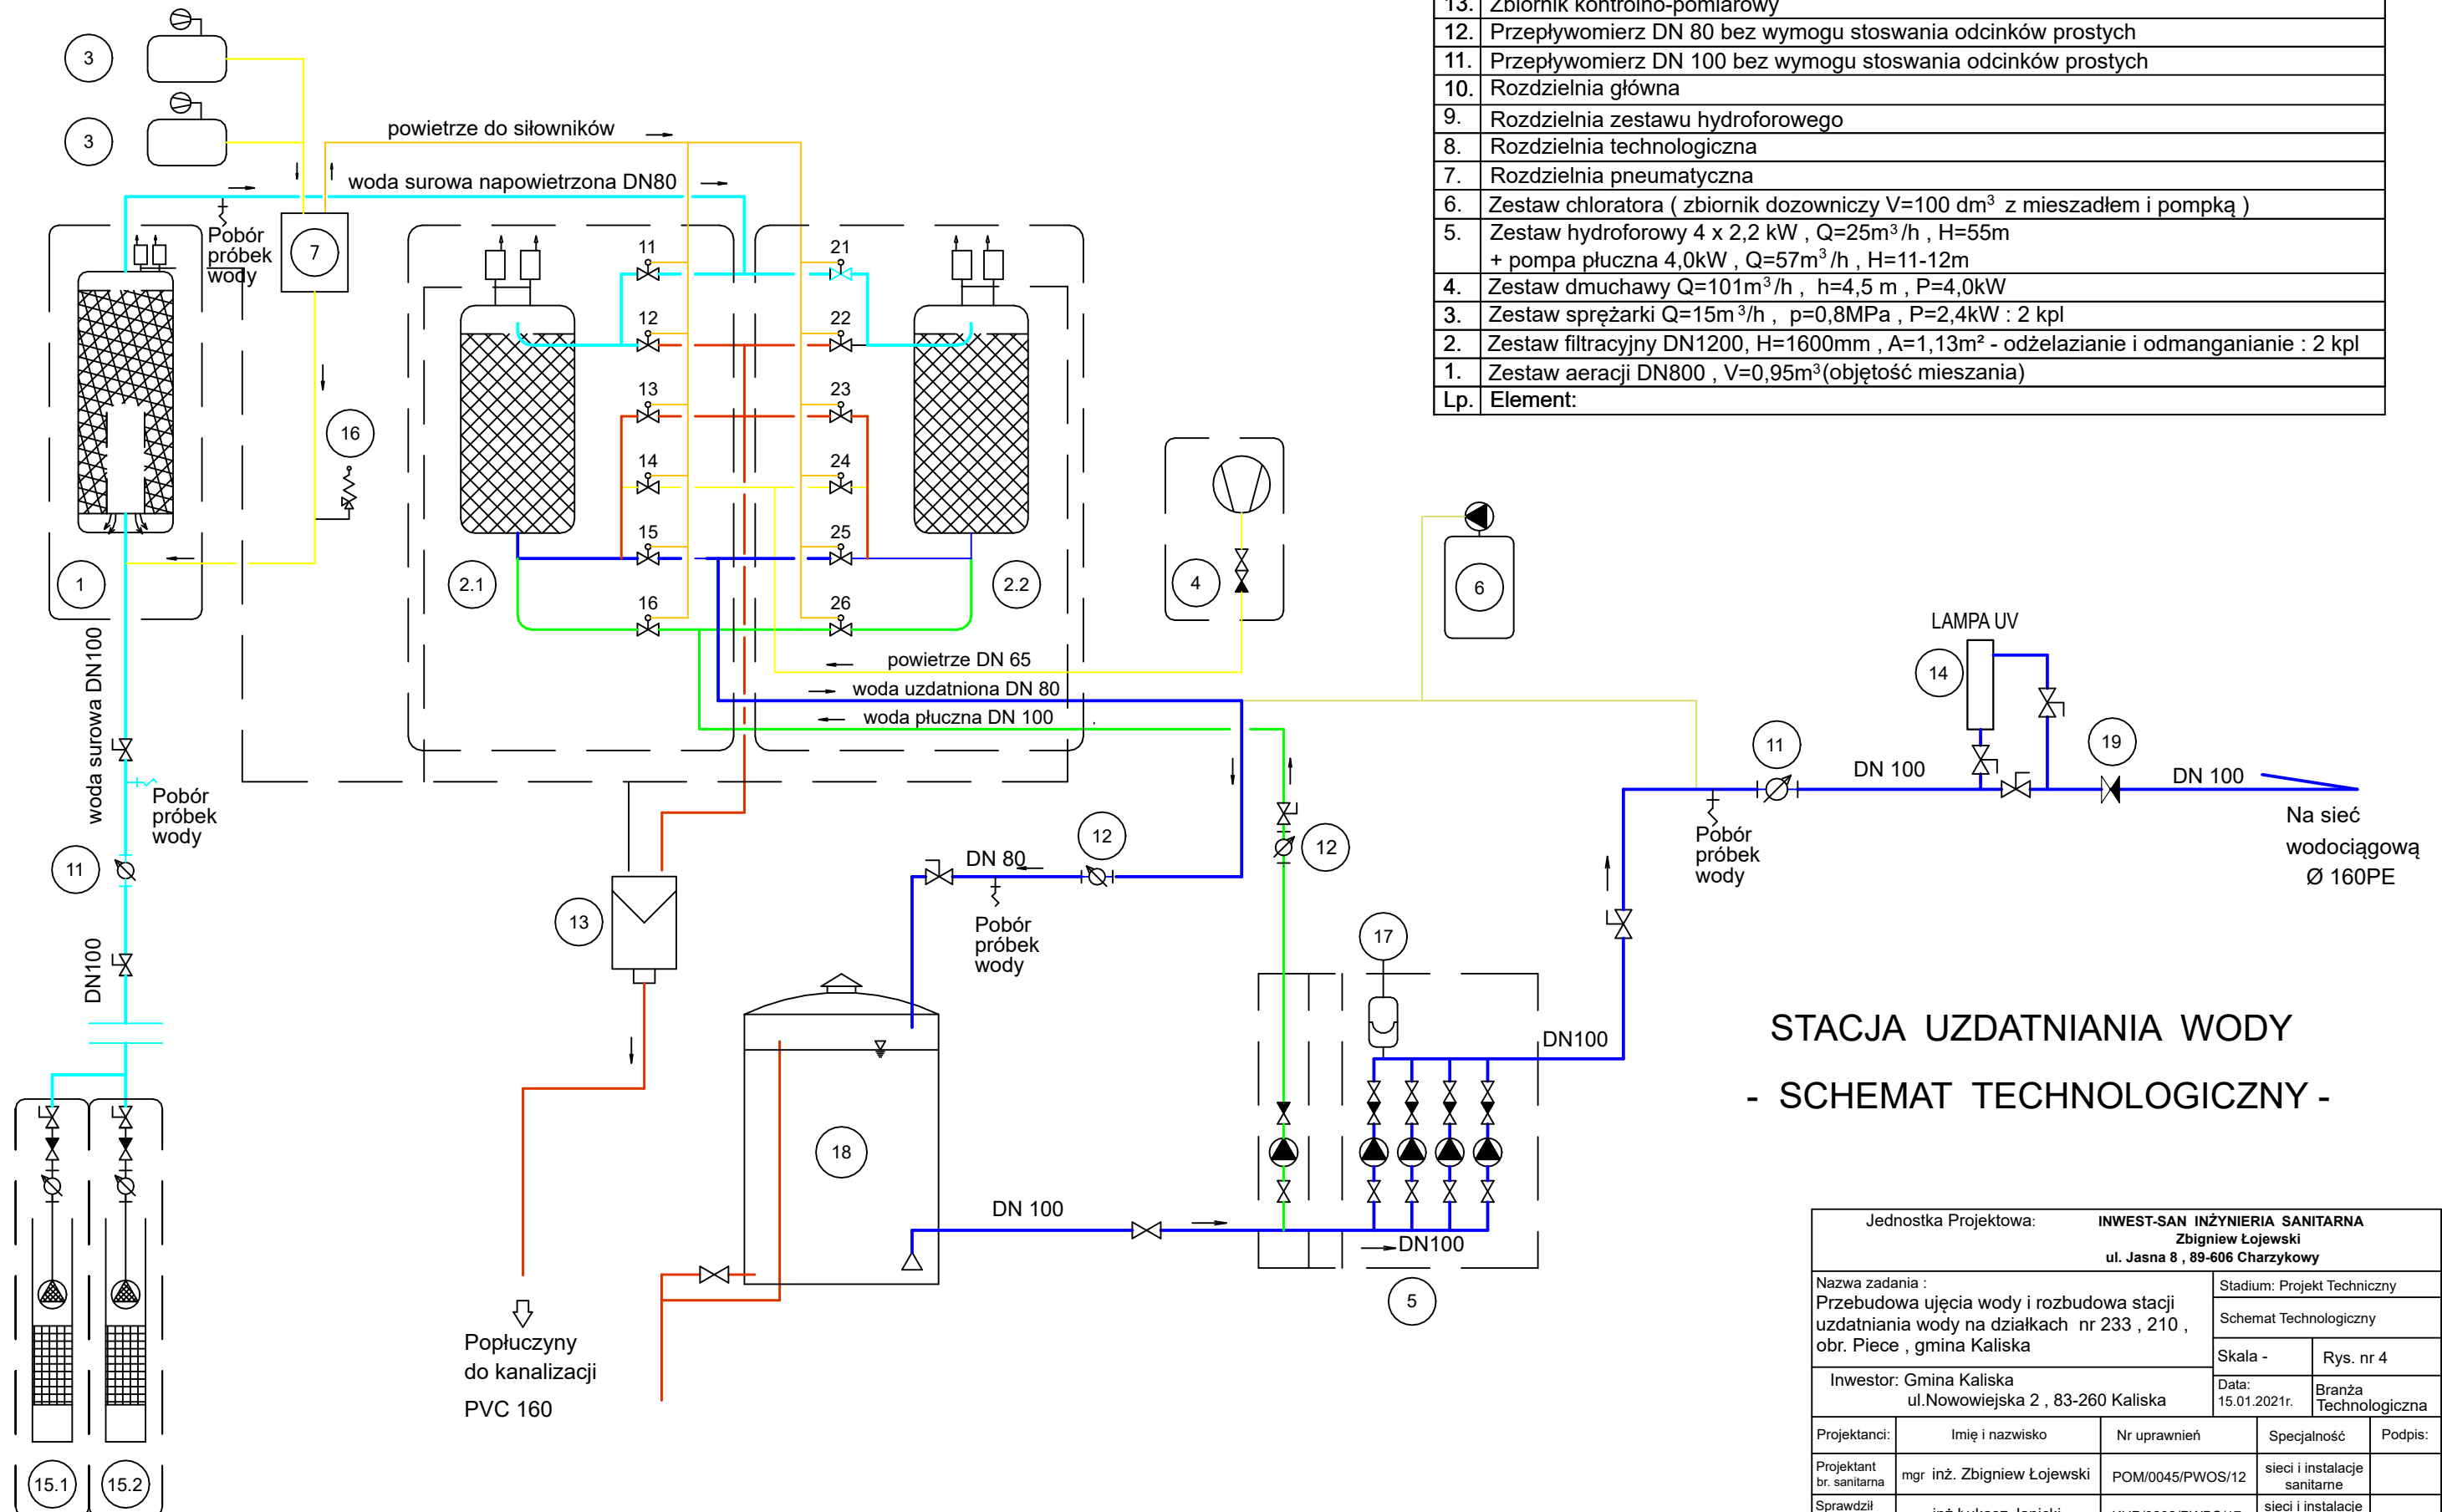 13. Zbiornik kontrolno-pomiarowy
12. Przepływomierz DN 80 bez wymogu stoswania odcinków prostych
11. Przepływomierz DN 100 bez wymogu stoswania odcinków prostych
10. Rozdzielnia główna
9. Rozdzielnia zestawu hydroforowego
8. Rozdzielnia technologiczna
7. Rozdzielnia pneumatyczna
6. Zestaw chloratora ( zbiornik dozowniczy V=100 dm³ z mieszadłem i pompką )
5. Zestaw hydroforowy 4 x 2,2 kW , Q=25m³/h , H=55m
+ pompa płuczna 4,0kW , Q=57m³/h , H=11-12m
4. Zestaw dmuchawy Q=101m³/h , h=4,5 m , P=4,0kW
3. Zestaw sprężarki Q=15m³/h , p=0,8MPa , P=2,4kW : 2 kpl
2. Zestaw filtracyjny DN1200, H=1600mm , A=1,13m² - odżelazianie i odmanganianie : 2 kpl
1. Zestaw aeracji DN800 , V=0,95m³(objętość mieszania)
Lp. Element:
3
3
powietrze do siłowników
woda surowa napowietrzona DN80
Pobór
próbek
wody
7
11
21
12
22
13
23
14
24
15
25
16
26
16
1
2.1
2.2
4
6
powietrze DN 65
woda uzdatniona DN 80
woda płuczna DN 100
woda surowa DN100
Pobór
próbek
wody
11
DN100
15.1
15.2
13
DN 80
12
12
Pobór
próbek
wody
18
17
DN100
DN 100
DN100
5
Popłuczyny
do kanalizacji
PVC 160
LAMPA UV
14
11
19
DN 100
DN 100
Pobór
próbek
wody
Na sieć
wodociągową
Ø 160PE
STACJA UZDATNIANIA WODY
- SCHEMAT TECHNOLOGICZNY -
Jednostka Projektowa: INWEST-SAN INŻYNIERIA SANITARNA
Zbigniew Łojewski
ul. Jasna 8 , 89-606 Charzykowy
Nazwa zadania :
Przebudowa ujęcia wody i rozbudowa stacji
uzdatniania wody na działkach nr 233 , 210 ,
obr. Piece , gmina Kaliska
Stadium: Projekt Techniczny
Schemat Technologiczny
Skala - Rys. nr 4
Inwestor: Gmina Kaliska
ul.Nowowiejska 2 , 83-260 Kaliska
Data:
15.01.2021r.
Branża
Technologiczna
Projektanci: Imię i nazwisko Nr uprawnień Specjalność Podpis:
Projektant
br. sanitarna
mgr inż. Zbigniew Łojewski POM/0045/PWOS/12
sieci i instalacje
sanitarne
Sprawdził
sieci i instalacje